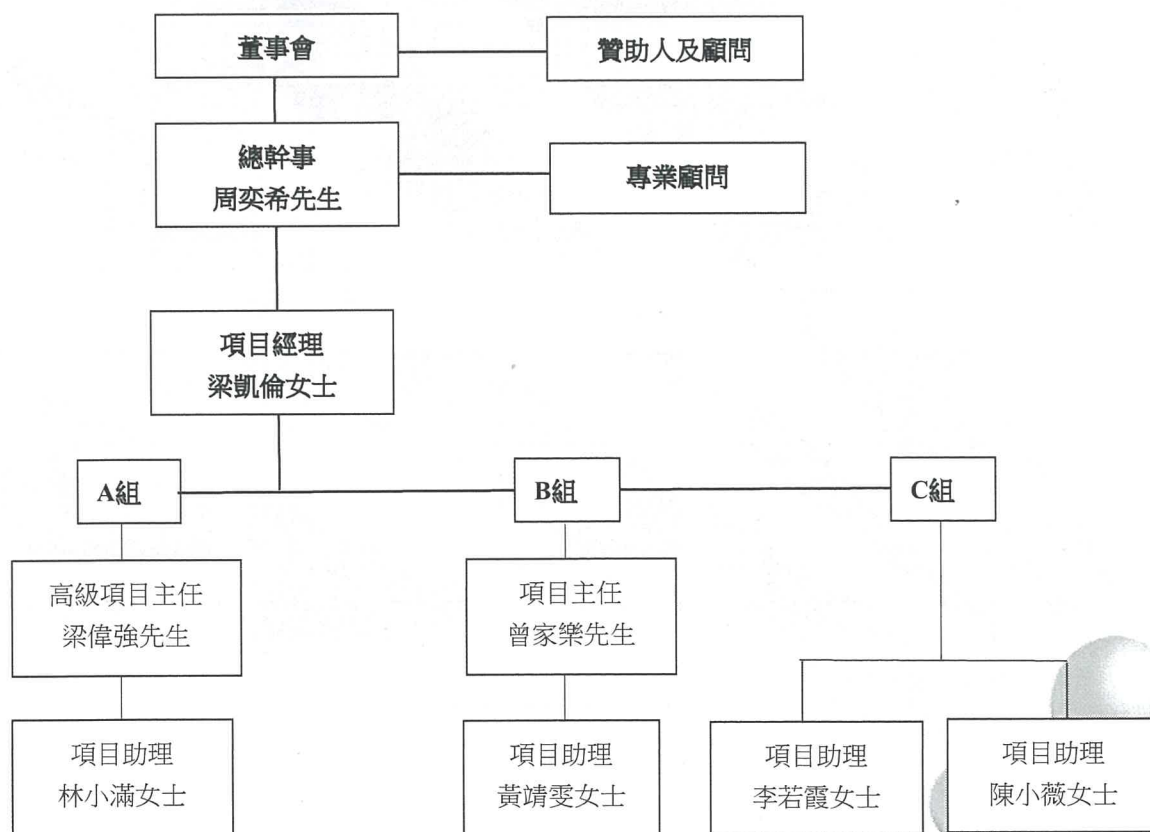 董事會
贊助人及顧問
總幹事
周奕希先生
專業顧問
項目經理
梁凱倫女士
A組
B組
C組
高級項目主任
梁偉強先生
項目主任
曾家樂先生
項目助理
林小滿女士
項目助理
黃靖雯女士
項目助理
李若霞女士
項目助理
陳小薇女士